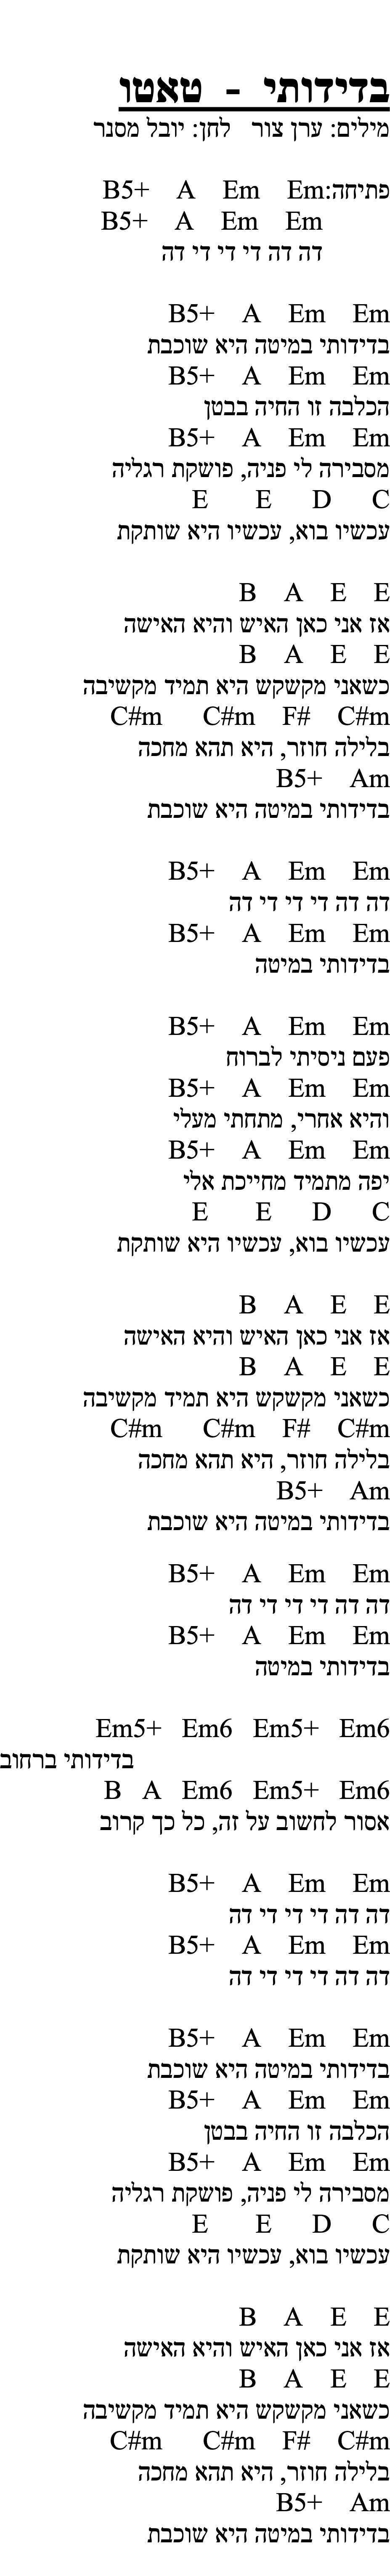 בדידותי - טאטו
מילים: ערן צור   לחן: יובל מסנר
פתיחה: Em    Em    A    B5+
Em    Em    A    B5+
דה דה דה די די די די דה
Em    Em    A    B5+
בדידותי במיטה היא שוכבת
Em    Em    A    B5+
הכלבה זו החיה בבטן
Em    Em    A    B5+
מסבירה לי פניה, פושקת רגליה
C    D    E    E
עכשיו בוא, עכשיו היא שותקת
E    E    A    B
אז אני כאן האיש והיא האישה
E    E    A    B
כשאני מקשקש היא תמיד מקשיבה
C#m    F#    C#m    C#m
בלילה חוזר, היא תהא מחכה
Am    B5+
בדידותי במיטה היא שוכבת
Em    Em    A    B5+
דה דה די די די די דה
Em    Em    A    B5+
בדידותי במיטה
Em    Em    A    B5+
פעם ניסיתי לברוח
Em    Em    A    B5+
והיא אחרי, מתחתי מעלי
Em    Em    A    B5+
יפה מתמיד מחייכת אלי
C    D    E    E
עכשיו בוא, עכשיו היא שותקת
E    E    A    B
אז אני כאן האיש והיא האישה
E    E    A    B
כשאני מקשקש היא תמיד מקשיבה
C#m    F#    C#m    C#m
בלילה חוזר, היא תהא מחכה
Am    B5+
בדידותי במיטה היא שוכבת
Em    Em    A    B5+
דה דה די די די די דה
Em    Em    A    B5+
בדידותי במיטה
Em6   Em5+   Em6   Em5+
בדידותי ברחוב
Em6   Em5+   Em6   A   B
אסור לחשוב על זה, כל כך קרוב
Em    Em    A    B5+
דה דה די די די די דה
Em    Em    A    B5+
דה דה די די די די דה
Em    Em    A    B5+
בדידותי במיטה היא שוכבת
Em    Em    A    B5+
הכלבה זו החיה בבטן
Em    Em    A    B5+
מסבירה לי פניה, פושקת רגליה
C    D    E    E
עכשיו בוא, עכשיו היא שותקת
E    E    A    B
אז אני כאן האיש והיא האישה
E    E    A    B
כשאני מקשקש היא תמיד מקשיבה
C#m    F#    C#m    C#m
בלילה חוזר, היא תהא מחכה
Am    B5+
בדידותי במיטה היא שוכבת